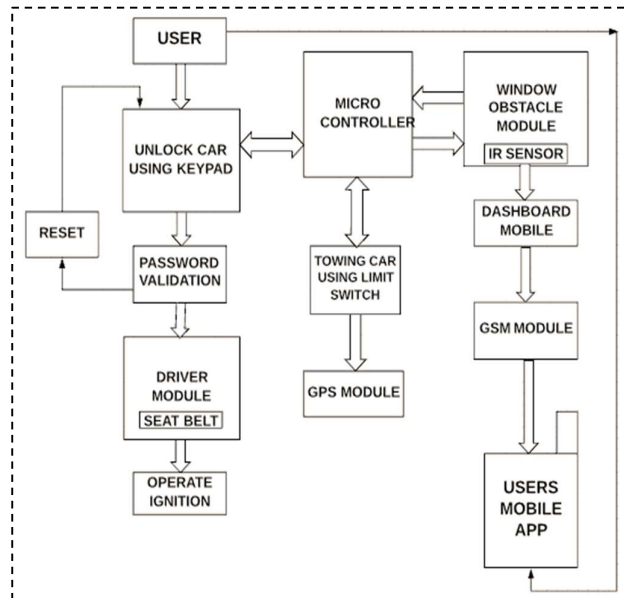 USER
UNLOCK CAR
USING KEYPAD
RESET
PASSWORD
VALIDATION
DRIVER
MODULE
SEAT BELT
OPERATE
IGNITION
MICRO
CONTROLLER
TOWING CAR
USING LIMIT
SWITCH
GPS MODULE
WINDOW
OBSTACLE
MODULE
IR SENSOR
DASHBOARD
MOBILE
GSM MODULE
USERS
MOBILE
APP